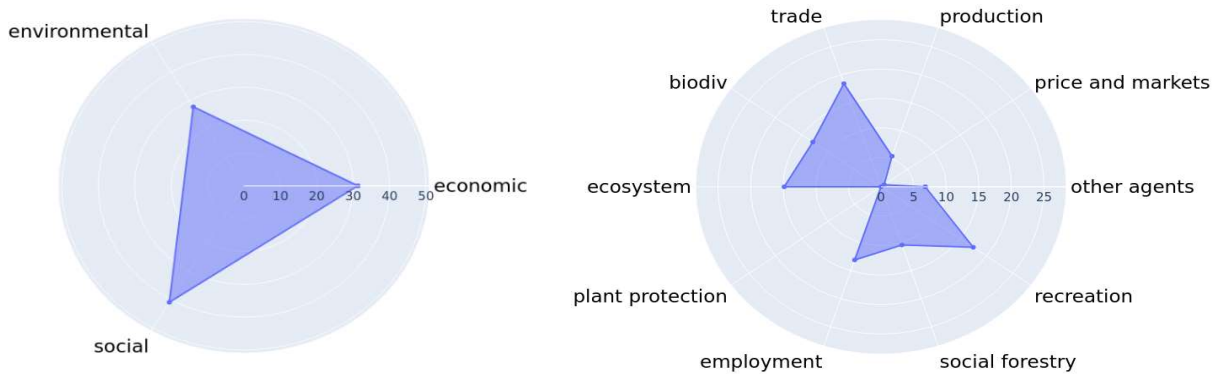 environmental
social
economic
0 10 20 30 40 50
trade
production
biodiv
price and markets
ecosystem
other agents
0 5 10 15 20 25
plant protection
recreation
employment
social forestry